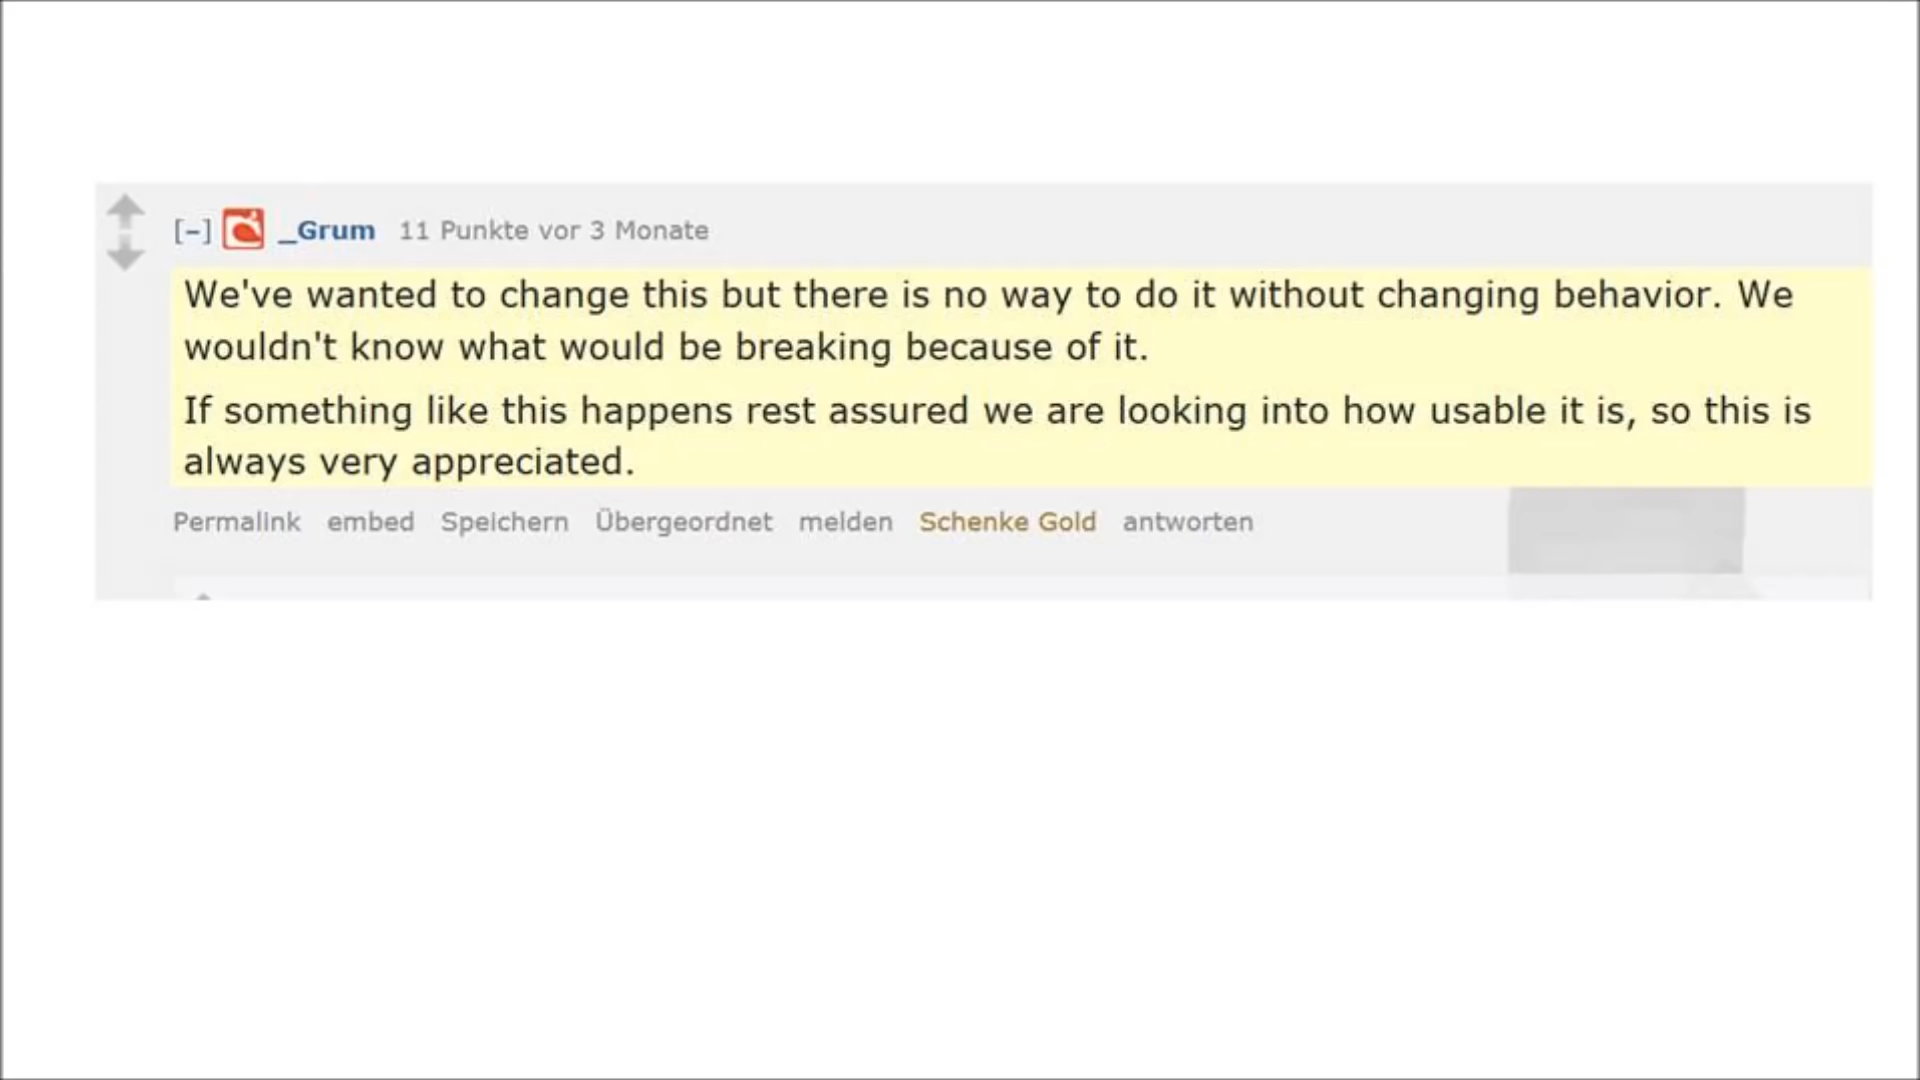 [–] _Grum 11 Punkte vor 3 Monate
We've wanted to change this but there is no way to do it without changing behavior. We
wouldn't know what would be breaking because of it.
If something like this happens rest assured we are looking into how usable it is, so this is
always very appreciated.
Permalink embed Speichern Übergeordnet melden Schenke Gold antworten